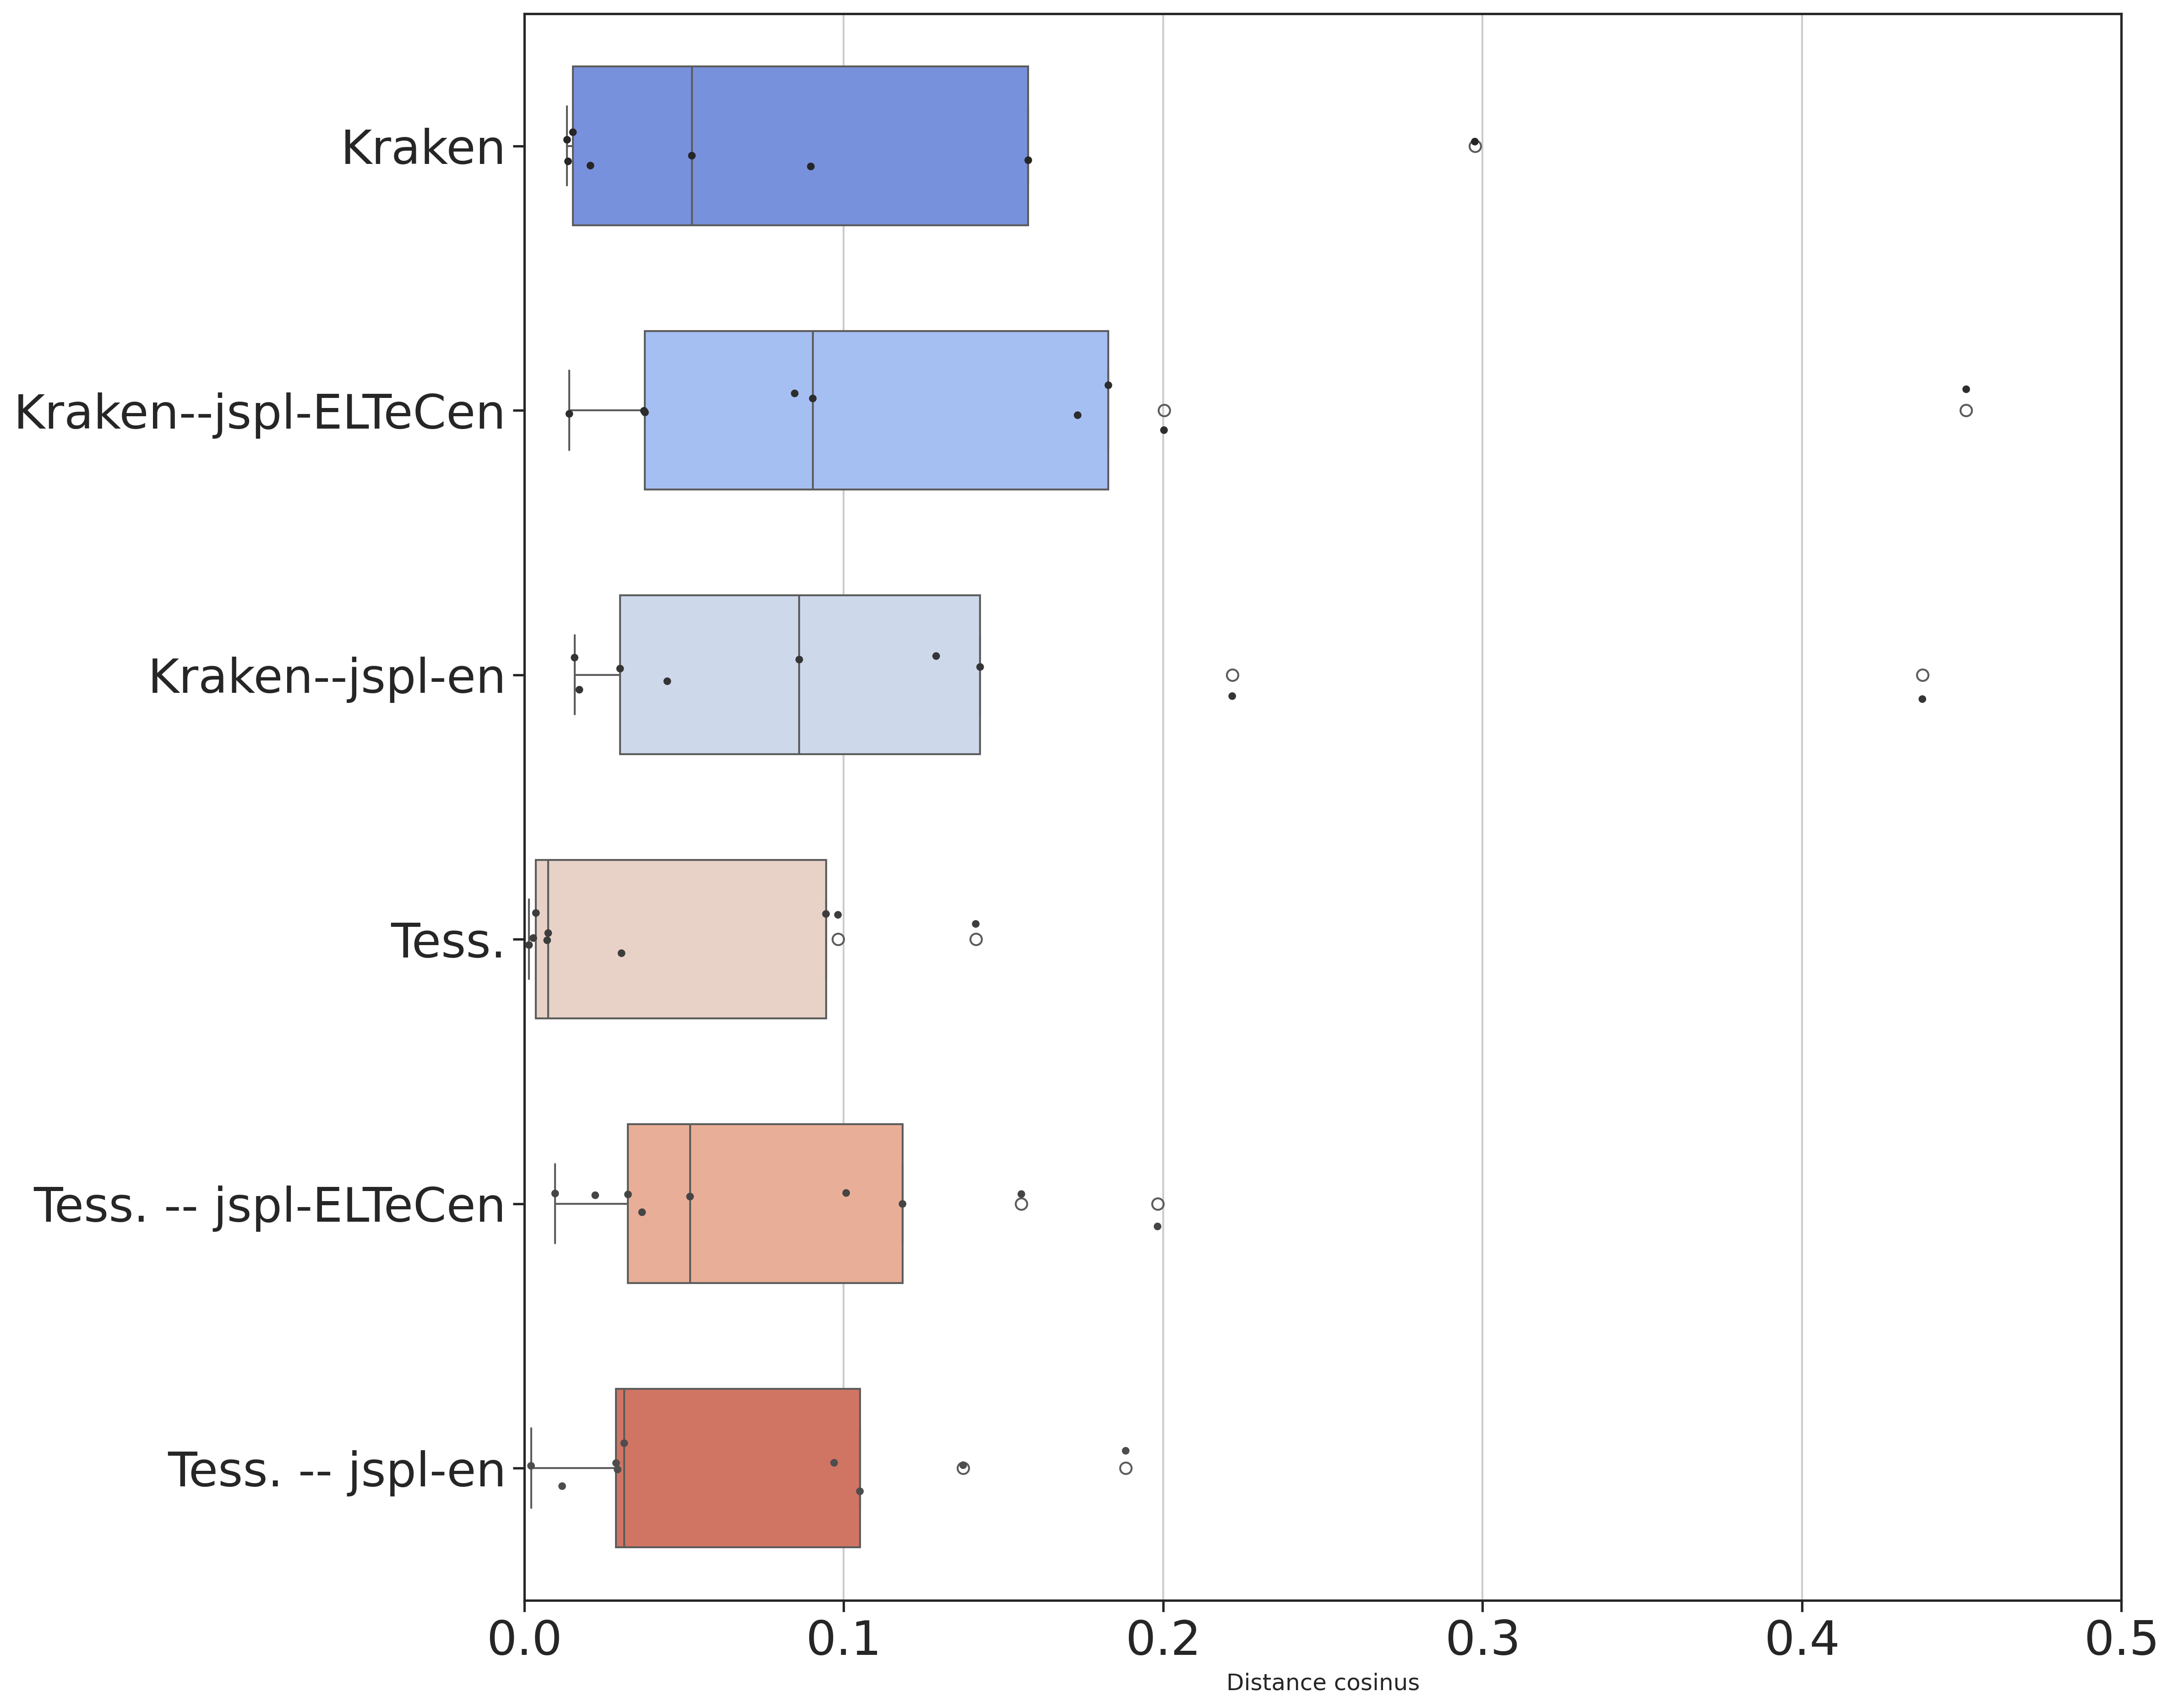 Kraken
Kraken--jspl-ELTeCen
Kraken--jspl-en
Tess.
Tess. -- jspl-ELTeCen
Tess. -- jspl-en
0.0 0.1 0.2 0.3 0.4 0.5
Distance cosinus